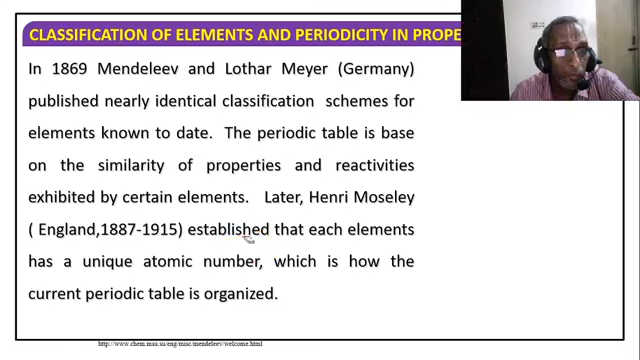 CLASSIFICATION OF ELEMENTS AND PERIODICITY IN PROPE
In 1869 Mendeleev and Lothar Meyer (Germany)
published nearly identical classification schemes for
elements known to date. The periodic table is base
on the similarity of properties and reactivities
exhibited by certain elements. Later, Henri Moseley
( England,1887-1915) established that each elements
has a unique atomic number, which is how the
current periodic table is organized.
http://www.chem.msu.su/eng/misc/mendeleev/welcome.html